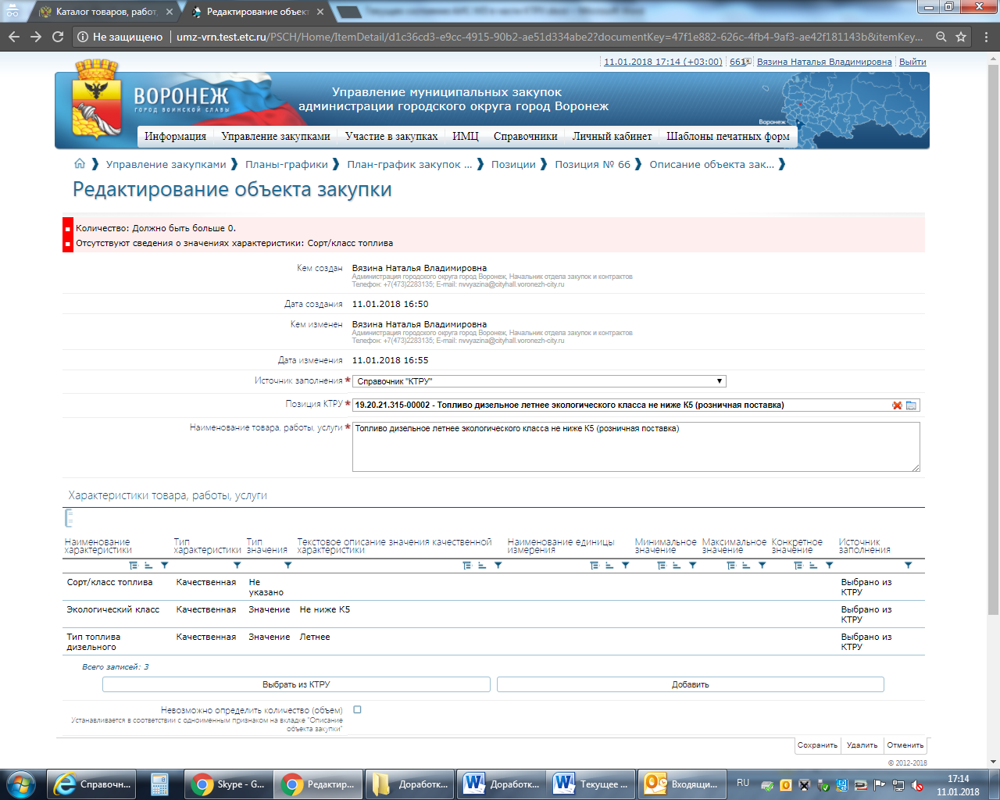 Каталог товаров, работ,
Редактирование объект
Не защищено
umz-vrn.test.etc.ru/PSCH/Home/ItemDetail/d1c36cd3-e9cc-4915-90b2-ae51d334abe2?documentKey=47f1e882-626c-4fb4-9af3-ae42f181143b&itemKey...
11.01.2018 17:14 (+03:00)
661
Вязина Наталья Владимировна
Выйти
ВОРОНЕЖ
ГОРОД ВОИНСКОЙ СЛАВЫ
Управление муниципальных закупок
администрации городского округа город Воронеж
Воронеж
Информация Управление закупками Участие в закупках ИМЦ Справочники Личный кабинет Шаблоны печатных форм
Управление закупками ❯ Планы-графики ❯ План-график закупок ... ❯ Позиции ❯ Позиция № 66 ❯ Описание объекта зак... ❯
Редактирование объекта закупки
Количество: Должно быть больше 0.
Отсутствуют сведения о значениях характеристики: Сорт/класс топлива
Кем создан Вязина Наталья Владимировна
Администрация городского округа город Воронеж, Начальник отдела закупок и контрактов
Телефон: +7(473)2283135; E-mail: nvvyazina@cityhall.voronezh-city.ru
Дата создания 11.01.2018 16:50
Кем изменен Вязина Наталья Владимировна
Администрация городского округа город Воронеж, Начальник отдела закупок и контрактов
Телефон: +7(473)2283135; E-mail: nvvyazina@cityhall.voronezh-city.ru
Дата изменения 11.01.2018 16:55
Источник заполнения * Справочник "КТРУ"
Позиция КТРУ * 19.20.21.315-00002 - Топливо дизельное летнее экологического класса не ниже К5 (розничная поставка)
Наименование товара, работы, услуги * Топливо дизельное летнее экологического класса не ниже К5 (розничная поставка)
Характеристики товара, работы, услуги
Наименование характеристики
Тип характеристики
Тип значения
Текстовое описание значения качественной характеристики
Наименование единицы измерения
Минимальное значение
Максимальное значение
Конкретное значение
Источник заполнения
Сорт/класс топлива Качественная Не указано Выбрано из КТРУ
Экологический класс Качественная Значение Не ниже К5 Выбрано из КТРУ
Тип топлива дизельного Качественная Значение Летнее Выбрано из КТРУ
Всего записей: 3
Выбрать из КТРУ Добавить
Невозможно определить количество (объем)
Устанавливается в соответствии с одноименным признаком на вкладке "Описание
объекта закупки"
Сохранить Удалить Отменить
© 2012-2018
Справочн...
Skype - G...
Редактир...
Доработк...
Доработк...
Текущее ...
Входящи...
RU
17:14
11.01.2018